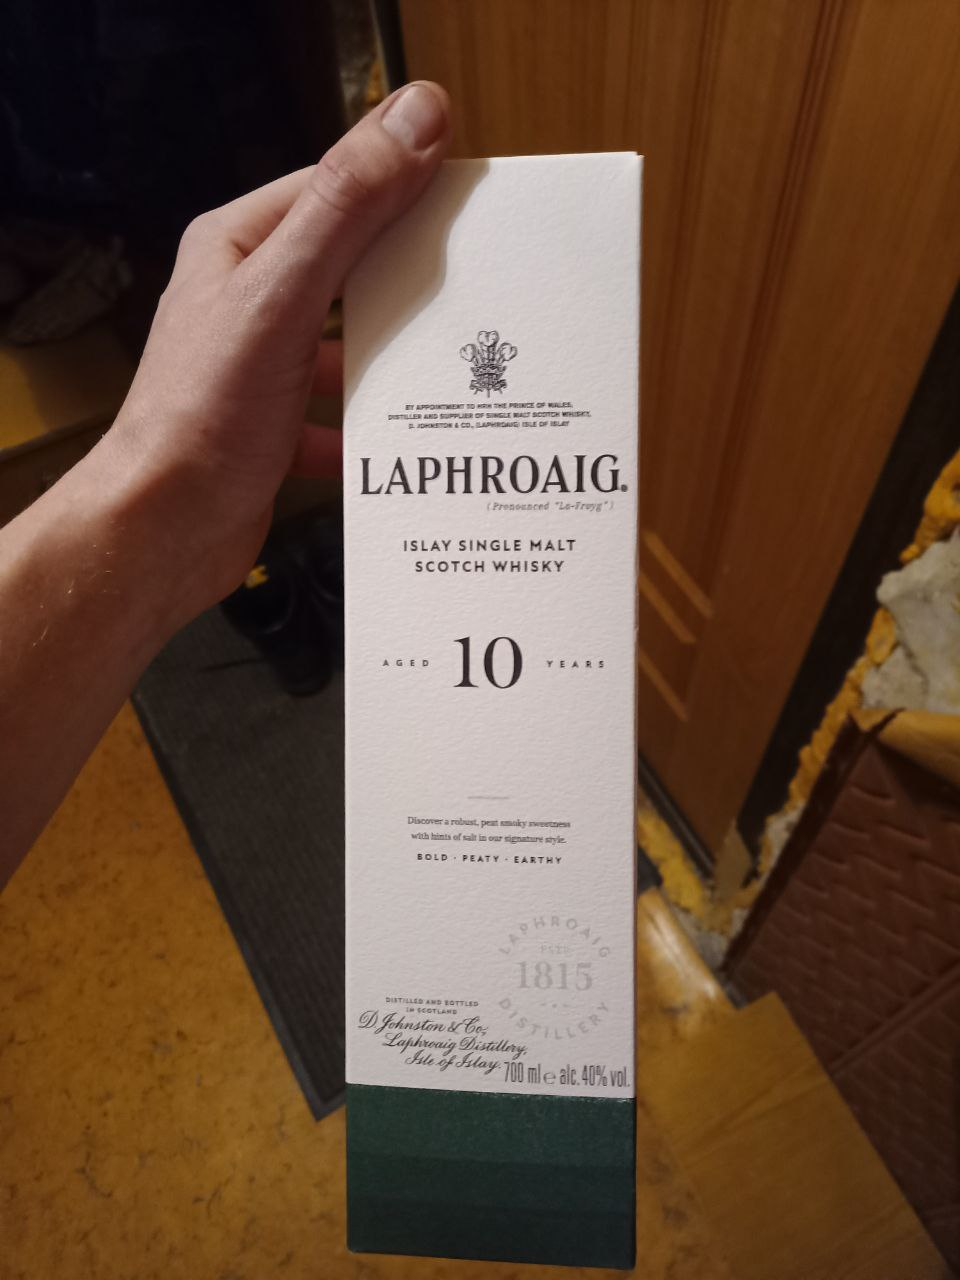 BY APPOINTMENT TO HRH THE PRINCE OF WALES,
DISTILLER AND SUPPLIER OF SINGLE MALT SCOTCH WHISKY,
D. JOHNSTON & CO., (LAPHROAIG) ISLE OF ISLAY
LAPHROAIG®
(Pronounced "La-Froyg")
ISLAY SINGLE MALT
SCOTCH WHISKY
AGED 10 YEARS
Discover a robust, peat smoky sweetness
with hints of salt in our signature style.
BOLD · PEATY · EARTHY
LAPHROAIG
ESTD
1815
DISTILLERY
DISTILLED AND BOTTLED
IN SCOTLAND
D. Johnston & Co.,
Laphroaig Distillery,
Isle of Islay.
700 ml e alc. 40% vol.